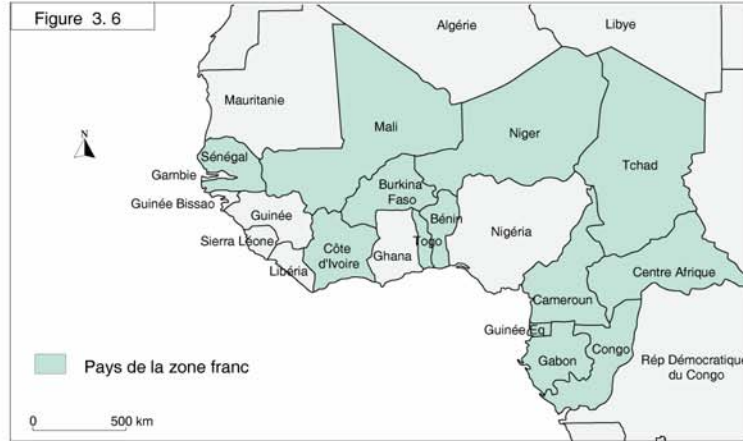 Figure 3. 6
Algérie
Libye
Mauritanie
Mali
Niger
Tchad
N
Sénégal
Gambie
Guinée Bissao
Guinée
Burkina
Faso
Bénin
Nigéria
Sierra Léone
Libéria
Côte
d'Ivoire
Ghana
Togo
Centre Afrique
Cameroun
Guinée Eq
Gabon
Congo
Rép Démocratique
du Congo
Pays de la zone franc
0 500 km